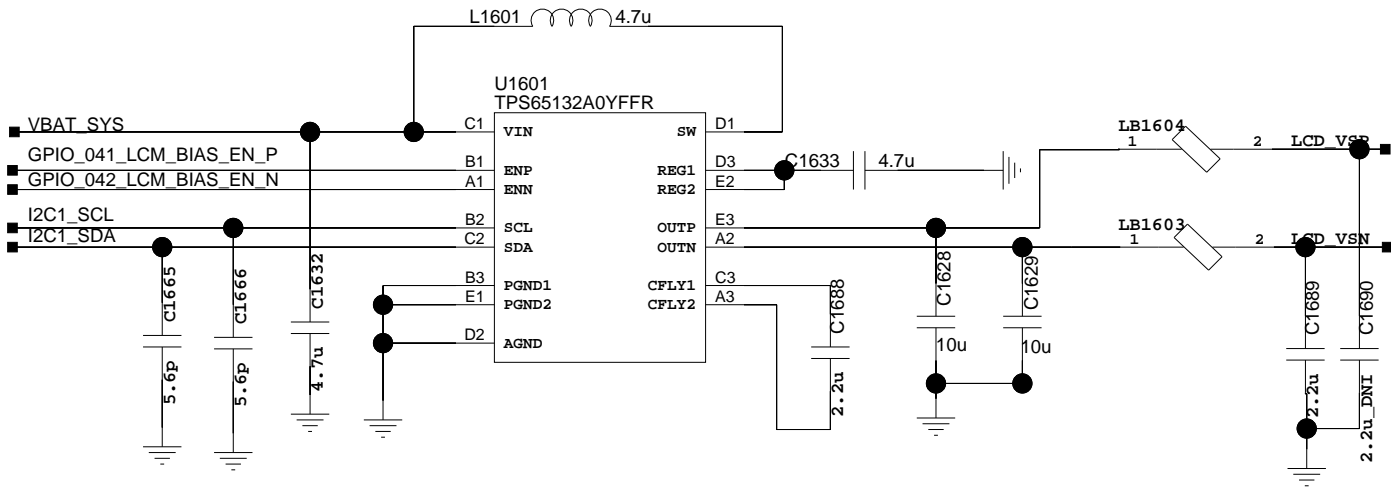 L1601 4.7u
U1601
TPS65132A0YFFR
VBAT_SYS
C1 VIN SW D1
LB1604
1 2 LCD_VSP
GPIO_041_LCM_BIAS_EN_P
B1 ENP REG1 D3
C1633 4.7u
GPIO_042_LCM_BIAS_EN_N
A1 ENN REG2 E2
I2C1_SCL
B2 SCL OUTP E3
LB1603
I2C1_SDA
C2 SDA OUTN A2
1 2 LCD_VSN
B3 PGND1 CFLY1 C3
E1 PGND2 CFLY2 A3
D2 AGND
C1665
5.6p
C1666
5.6p
C1632
4.7u
C1688
2.2u
C1628
10u
C1629
10u
C1689
2.2u
C1690
2.2u_DNI